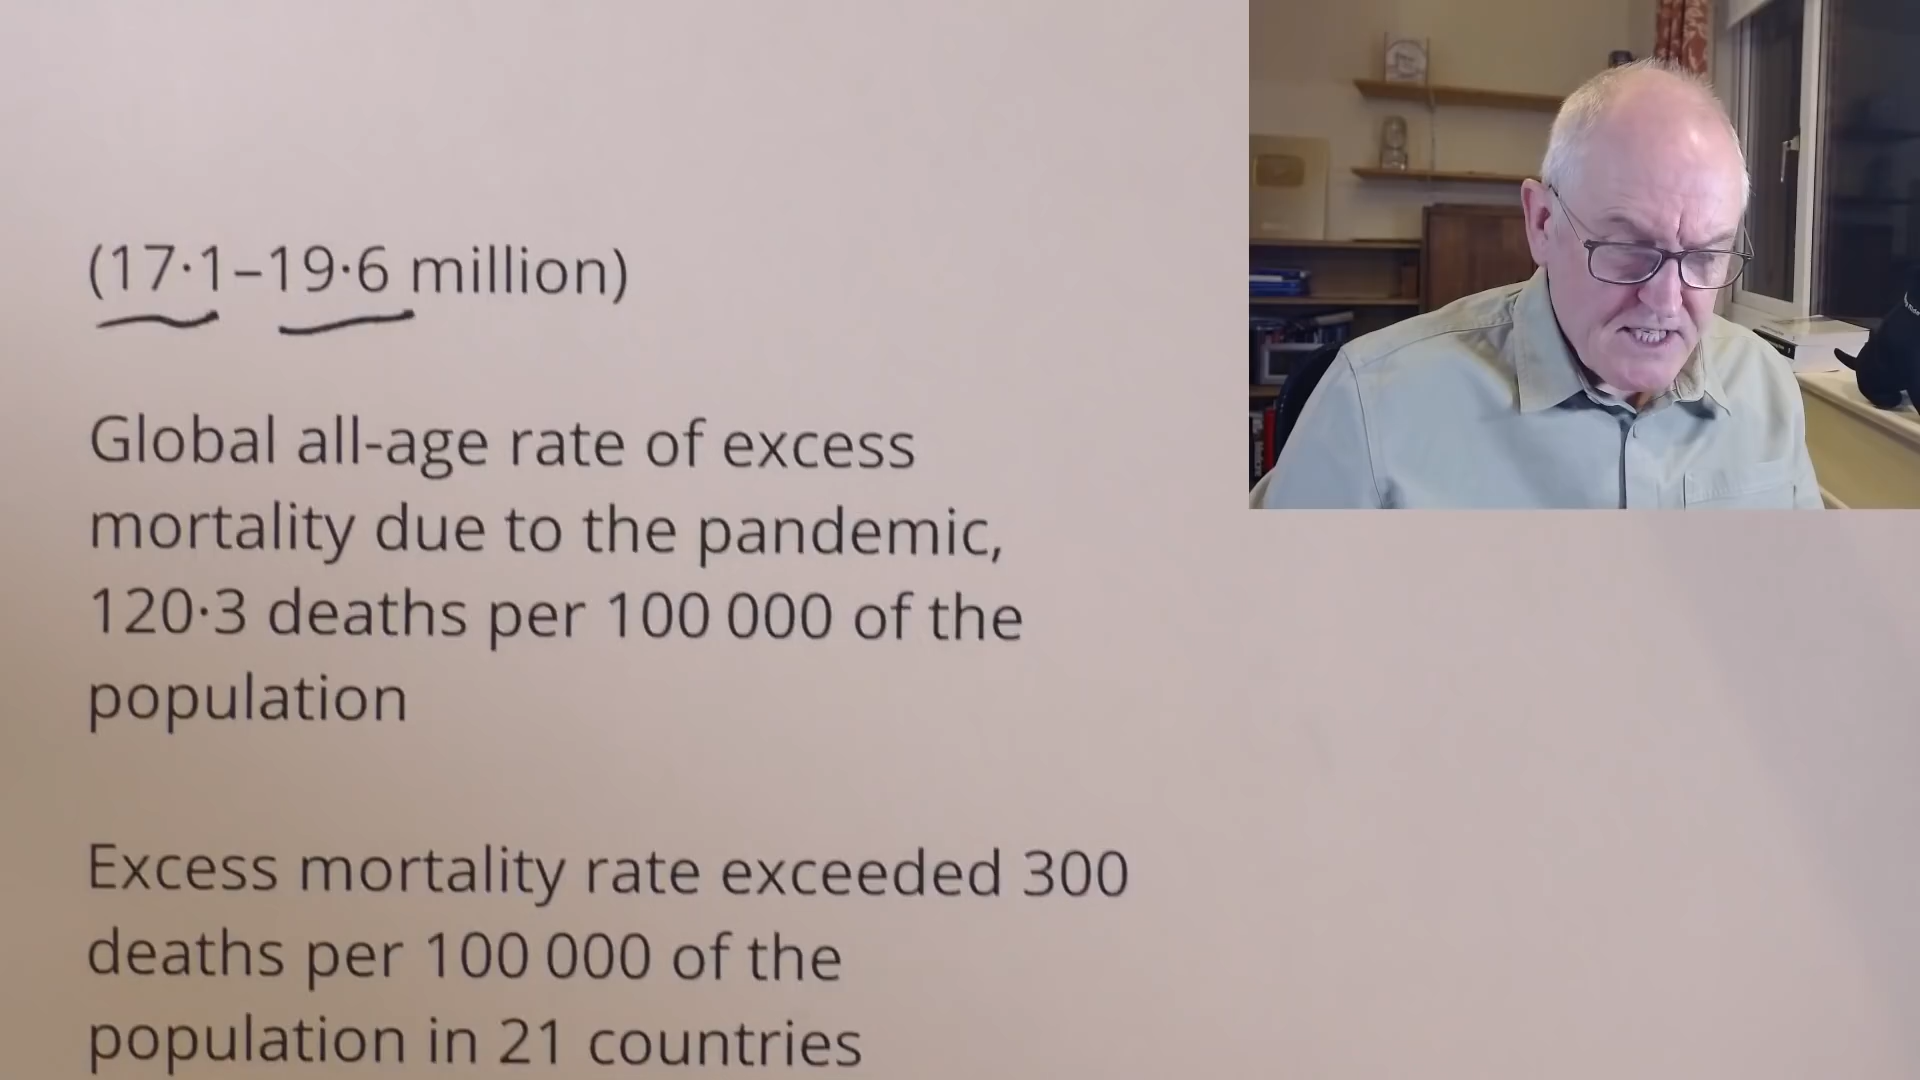 (17·1–19·6 million)
Global all-age rate of excess
mortality due to the pandemic,
120·3 deaths per 100 000 of the
population
Excess mortality rate exceeded 300
deaths per 100 000 of the
population in 21 countries